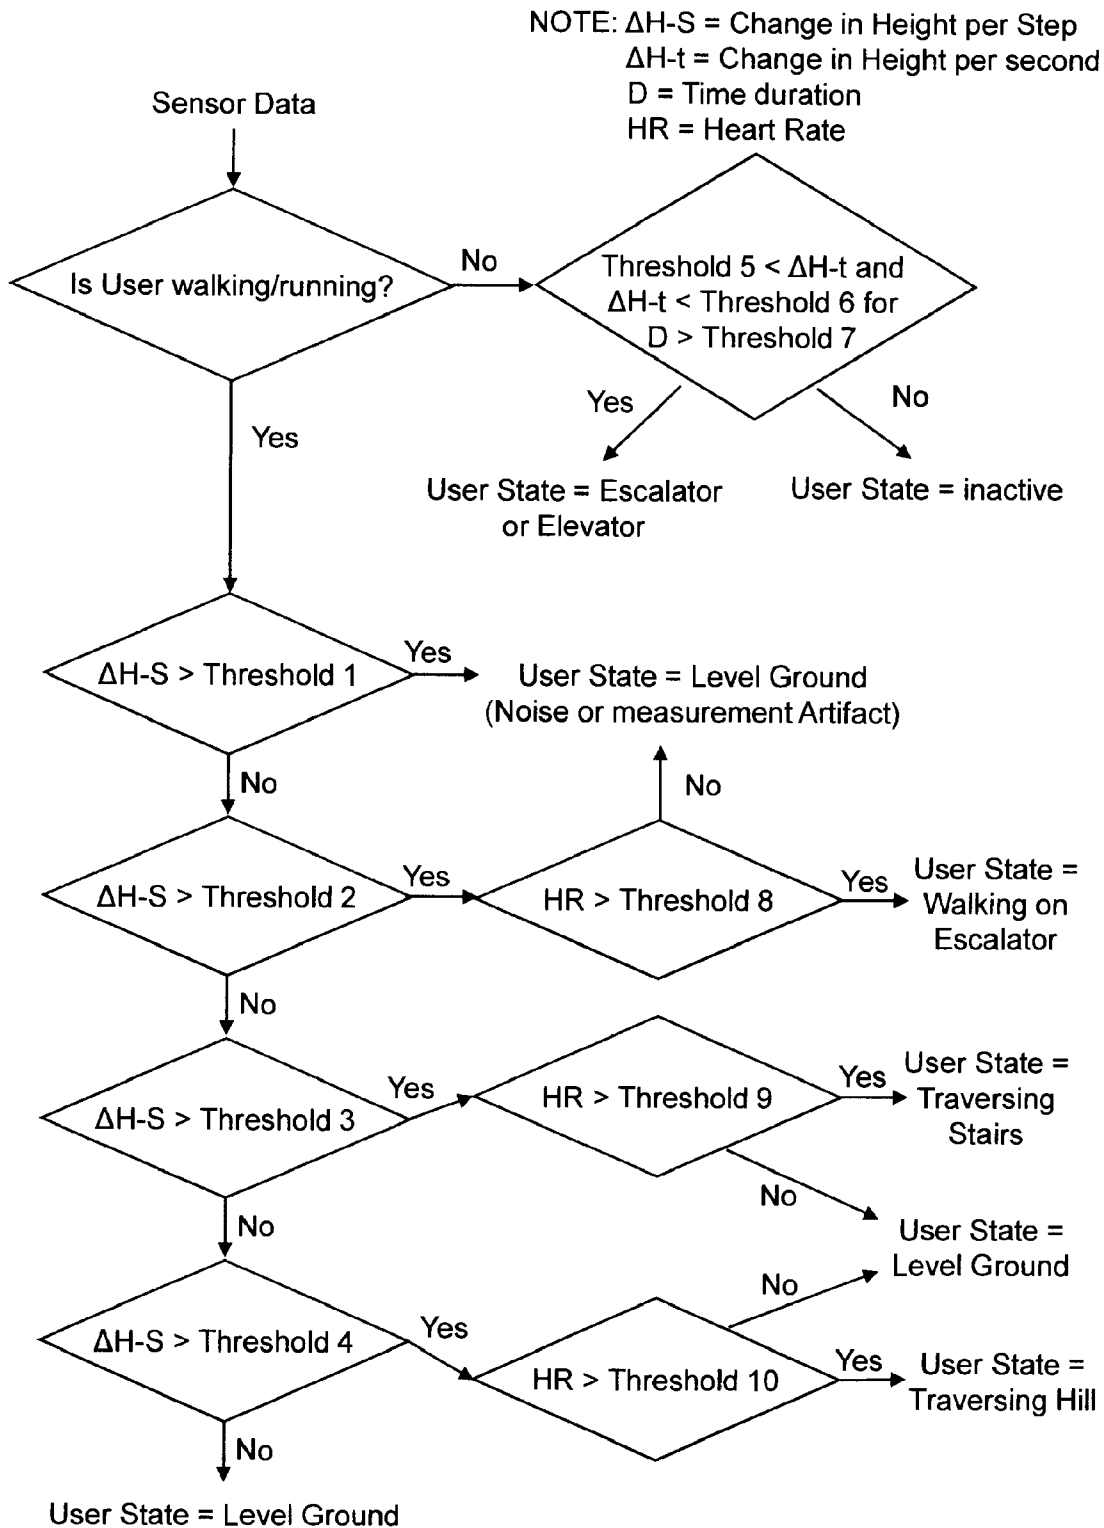 NOTE: ΔH-S = Change in Height per Step
ΔH-t = Change in Height per second
D = Time duration
HR = Heart Rate
Sensor Data
Is User walking/running?
No
Threshold 5 < ΔH-t and
ΔH-t < Threshold 6 for
D > Threshold 7
Yes
No
User State = Escalator
or Elevator
User State = inactive
Yes
ΔH-S > Threshold 1
Yes
User State = Level Ground
(Noise or measurement Artifact)
No
No
ΔH-S > Threshold 2
Yes
HR > Threshold 8
Yes
User State =
Walking on
Escalator
No
ΔH-S > Threshold 3
Yes
HR > Threshold 9
Yes
User State =
Traversing
Stairs
No
No
User State =
Level Ground
No
ΔH-S > Threshold 4
Yes
HR > Threshold 10
Yes
User State =
Traversing Hill
No
User State = Level Ground